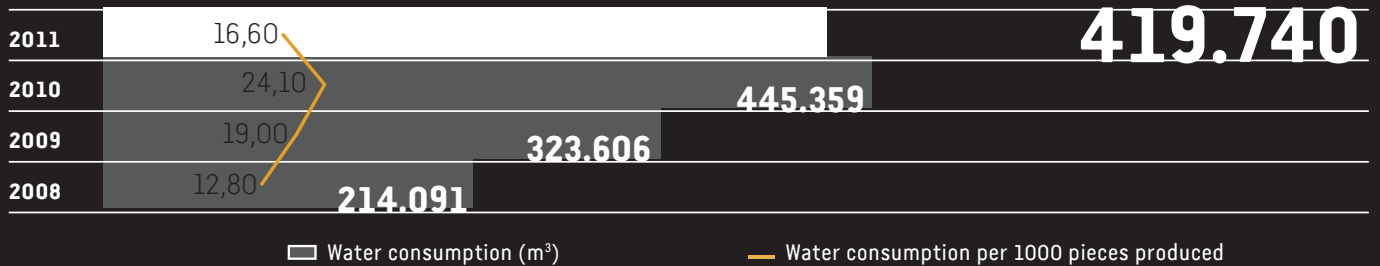 2011 16,60 419.740
2010 24,10 445.359
2009 19,00 323.606
2008 12,80 214.091
Water consumption (m³) Water consumption per 1000 pieces produced